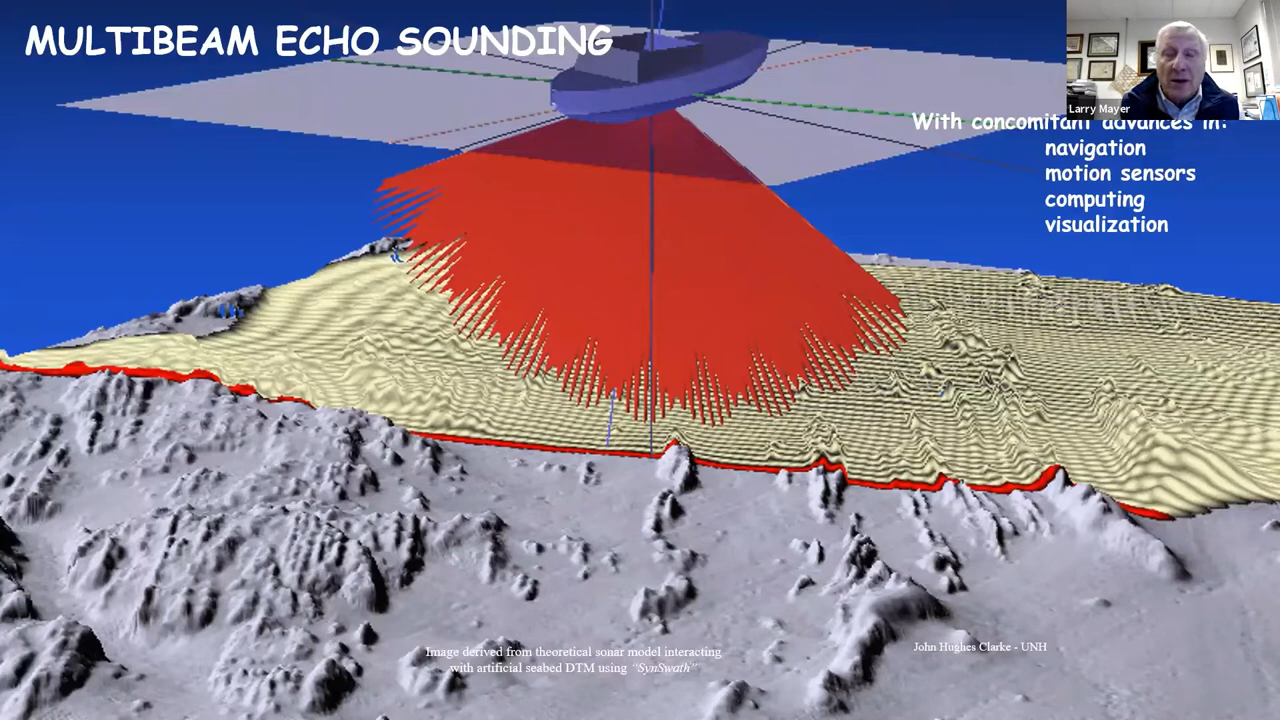 MULTIBEAM ECHO SOUNDING
Larry Mayer
With concomitant advances in:
navigation
motion sensors
computing
visualization
Image derived from theoretical sonar model interacting
with artificial seabed DTM using “SynSwath”
John Hughes Clarke - UNH